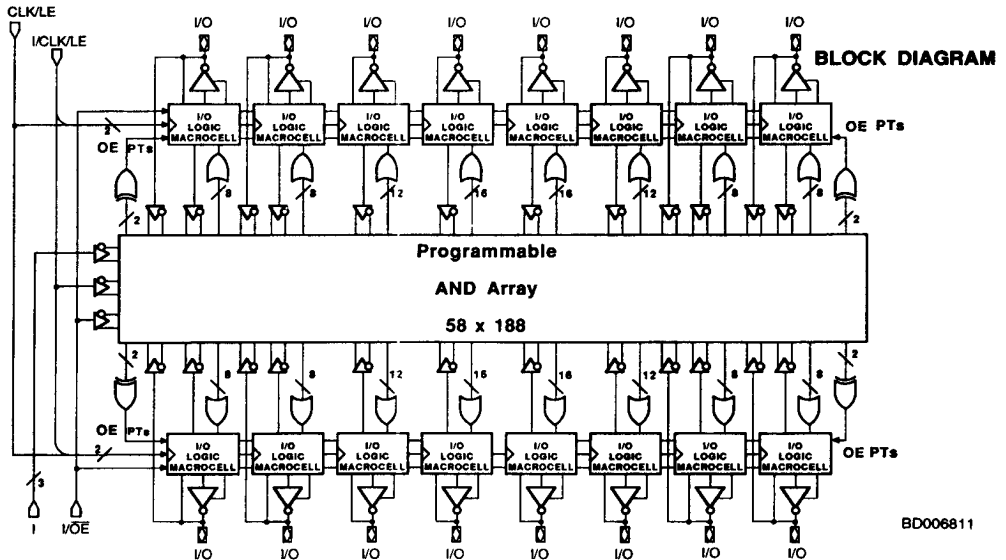 CLK/LE
I/CLK/LE
I/O I/O I/O I/O I/O I/O I/O I/O
BLOCK DIAGRAM
I/O LOGIC MACROCELL
I/O LOGIC MACROCELL
I/O LOGIC MACROCELL
I/O LOGIC MACROCELL
I/O LOGIC MACROCELL
I/O LOGIC MACROCELL
I/O LOGIC MACROCELL
I/O LOGIC MACROCELL
2
OE PTs
OE PTs
2 8 8 12 16 16 12 8 8 2
Programmable
AND Array
58 x 188
2 8 8 12 16 16 12 8 8 2
OE PTs
2
I/O LOGIC MACROCELL
I/O LOGIC MACROCELL
I/O LOGIC MACROCELL
I/O LOGIC MACROCELL
I/O LOGIC MACROCELL
I/O LOGIC MACROCELL
I/O LOGIC MACROCELL
I/O LOGIC MACROCELL
OE PTs
3
I
I/OE
I/O I/O I/O I/O I/O I/O I/O I/O
BD006811